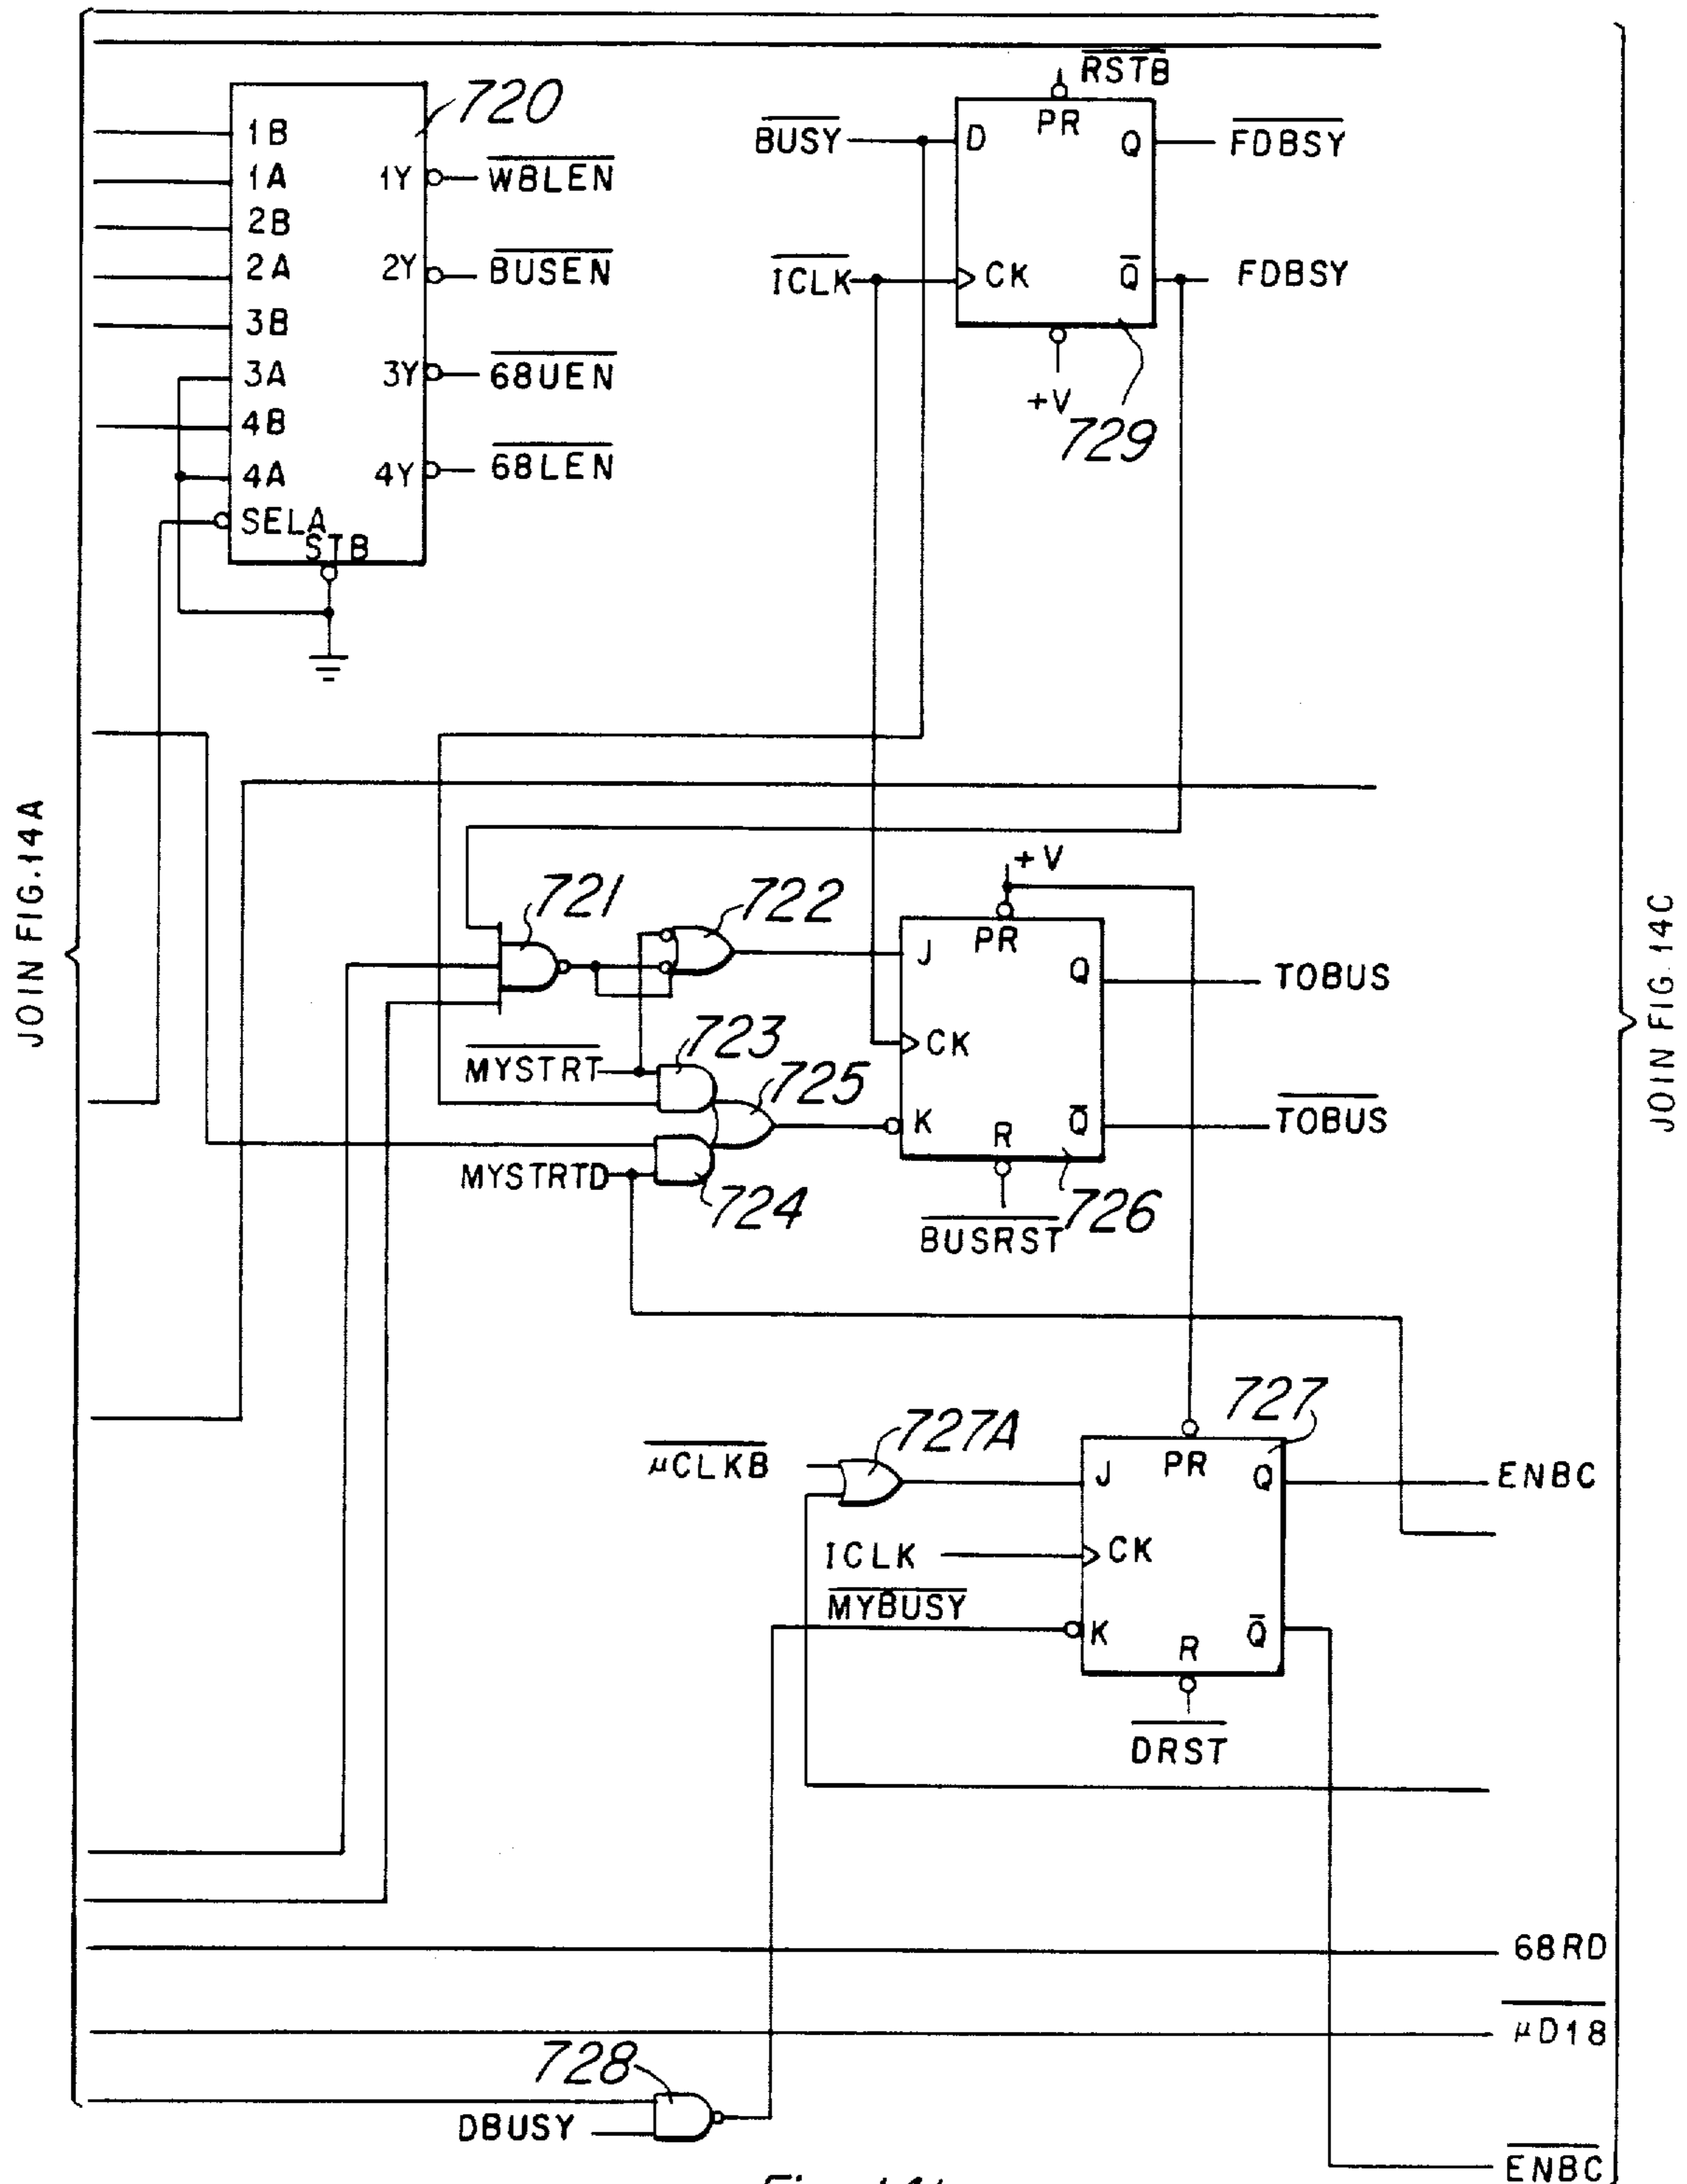 RSTB
720
1B
1A
2B
2A
3B
3A
4B
4A
SELA
STB
1Y
2Y
3Y
4Y
WBLEN
BUSEN
68UEN
68LEN
BUSY
ICLK
D
PR
Q
CK
Q̅
FDBSY
FDBSY
+V
729
JOIN FIG.14A
JOIN FIG. 14C
721
722
+V
J
PR
Q
TOBUS
CK
MYSTRT
723
725
K
R
Q̅
TOBUS
MYSTRTD
724
BUSRST
726
727
727A
μCLKB
J
PR
Q
ENBC
ICLK
CK
MYBUSY
K
R
Q̅
DRST
68RD
μD18
728
DBUSY
ENBC